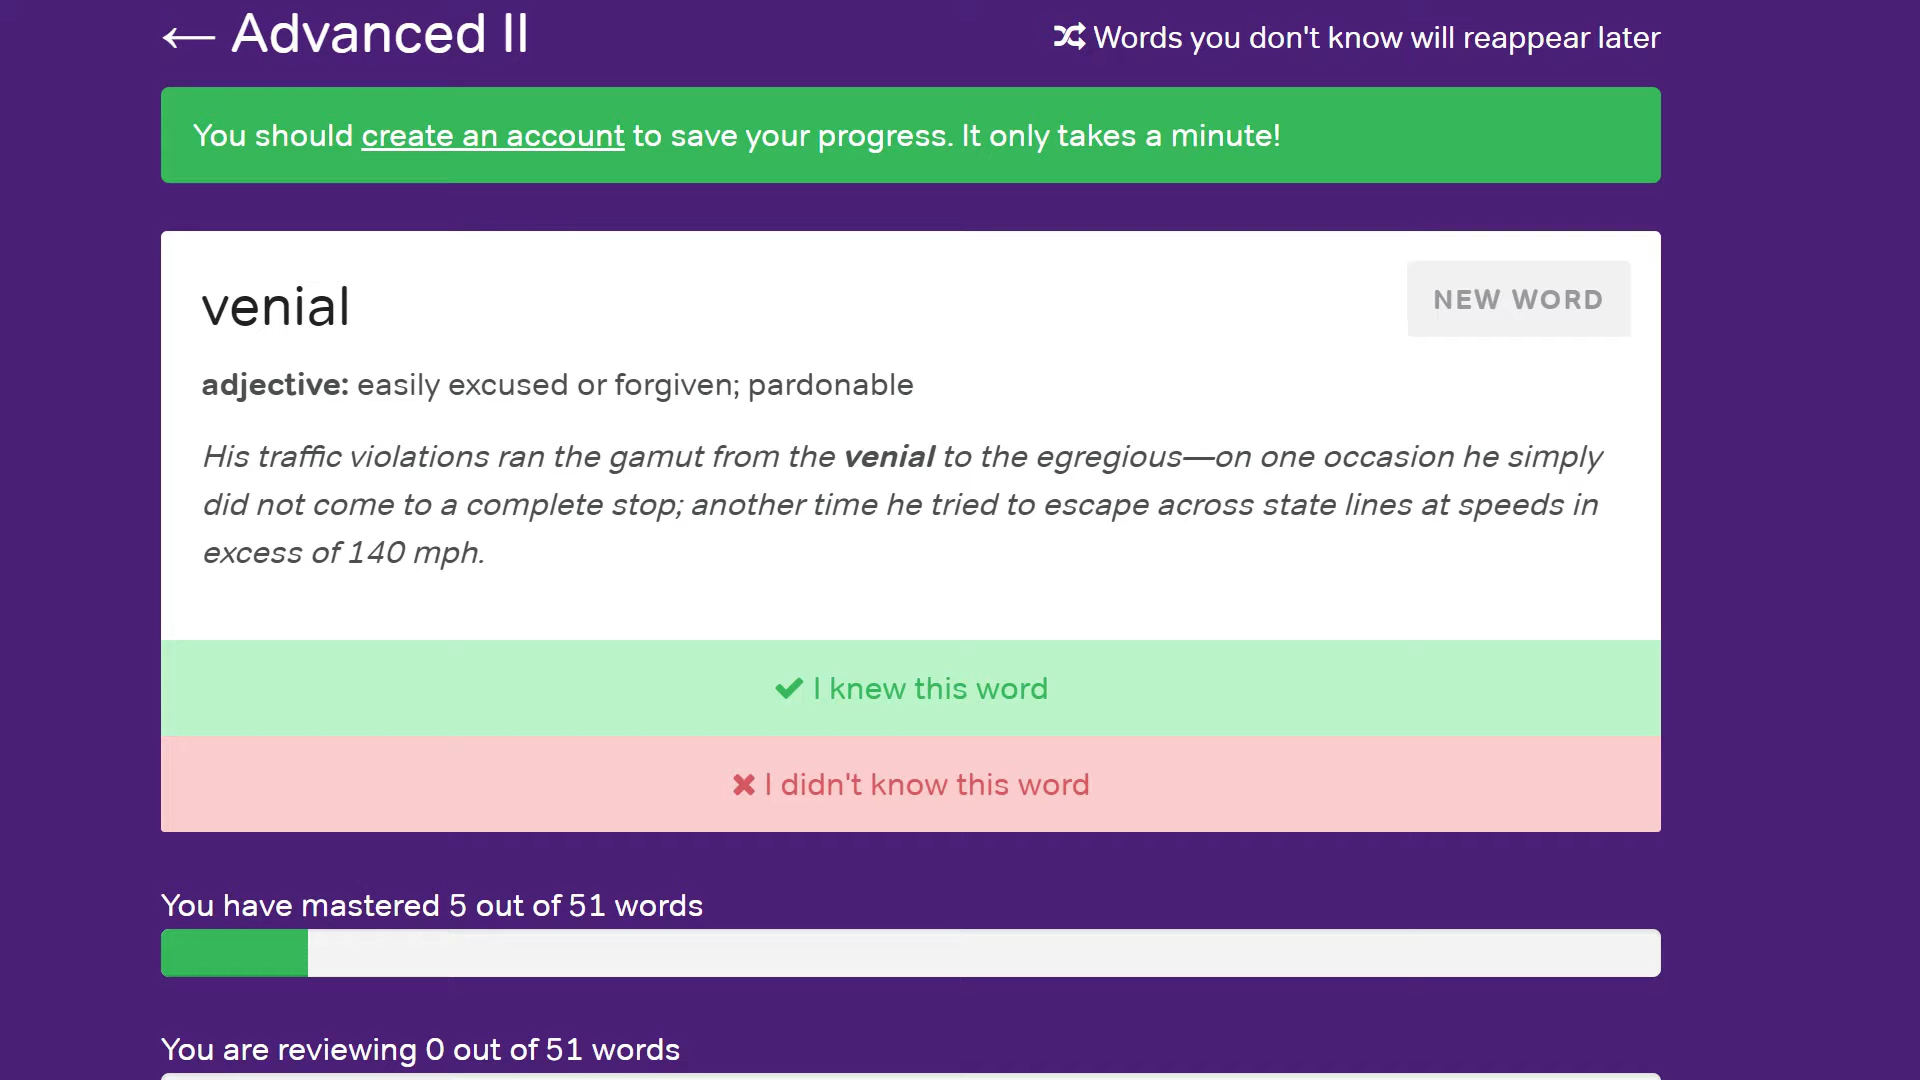 ← Advanced II
Words you don't know will reappear later
You should create an account to save your progress. It only takes a minute!
venial
NEW WORD
adjective: easily excused or forgiven; pardonable
His traffic violations ran the gamut from the venial to the egregious—on one occasion he simply
did not come to a complete stop; another time he tried to escape across state lines at speeds in
excess of 140 mph.
✔ I knew this word
✖ I didn't know this word
You have mastered 5 out of 51 words
You are reviewing 0 out of 51 words